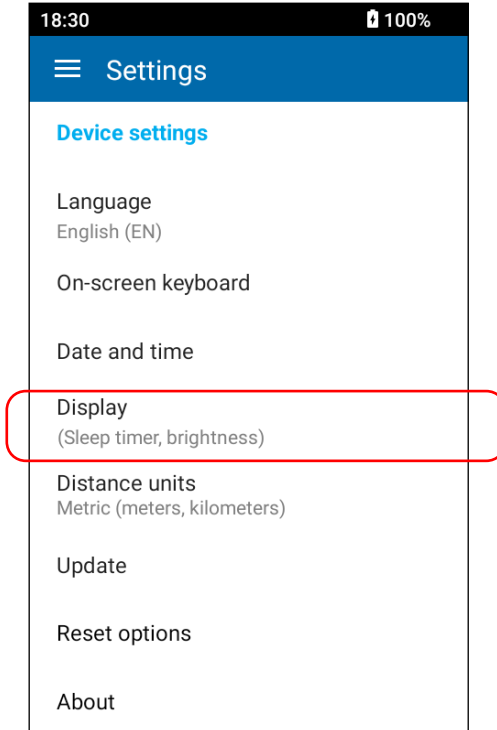 18:30 100%
Settings
Device settings
Language
English (EN)
On-screen keyboard
Date and time
Display
(Sleep timer, brightness)
Distance units
Metric (meters, kilometers)
Update
Reset options
About